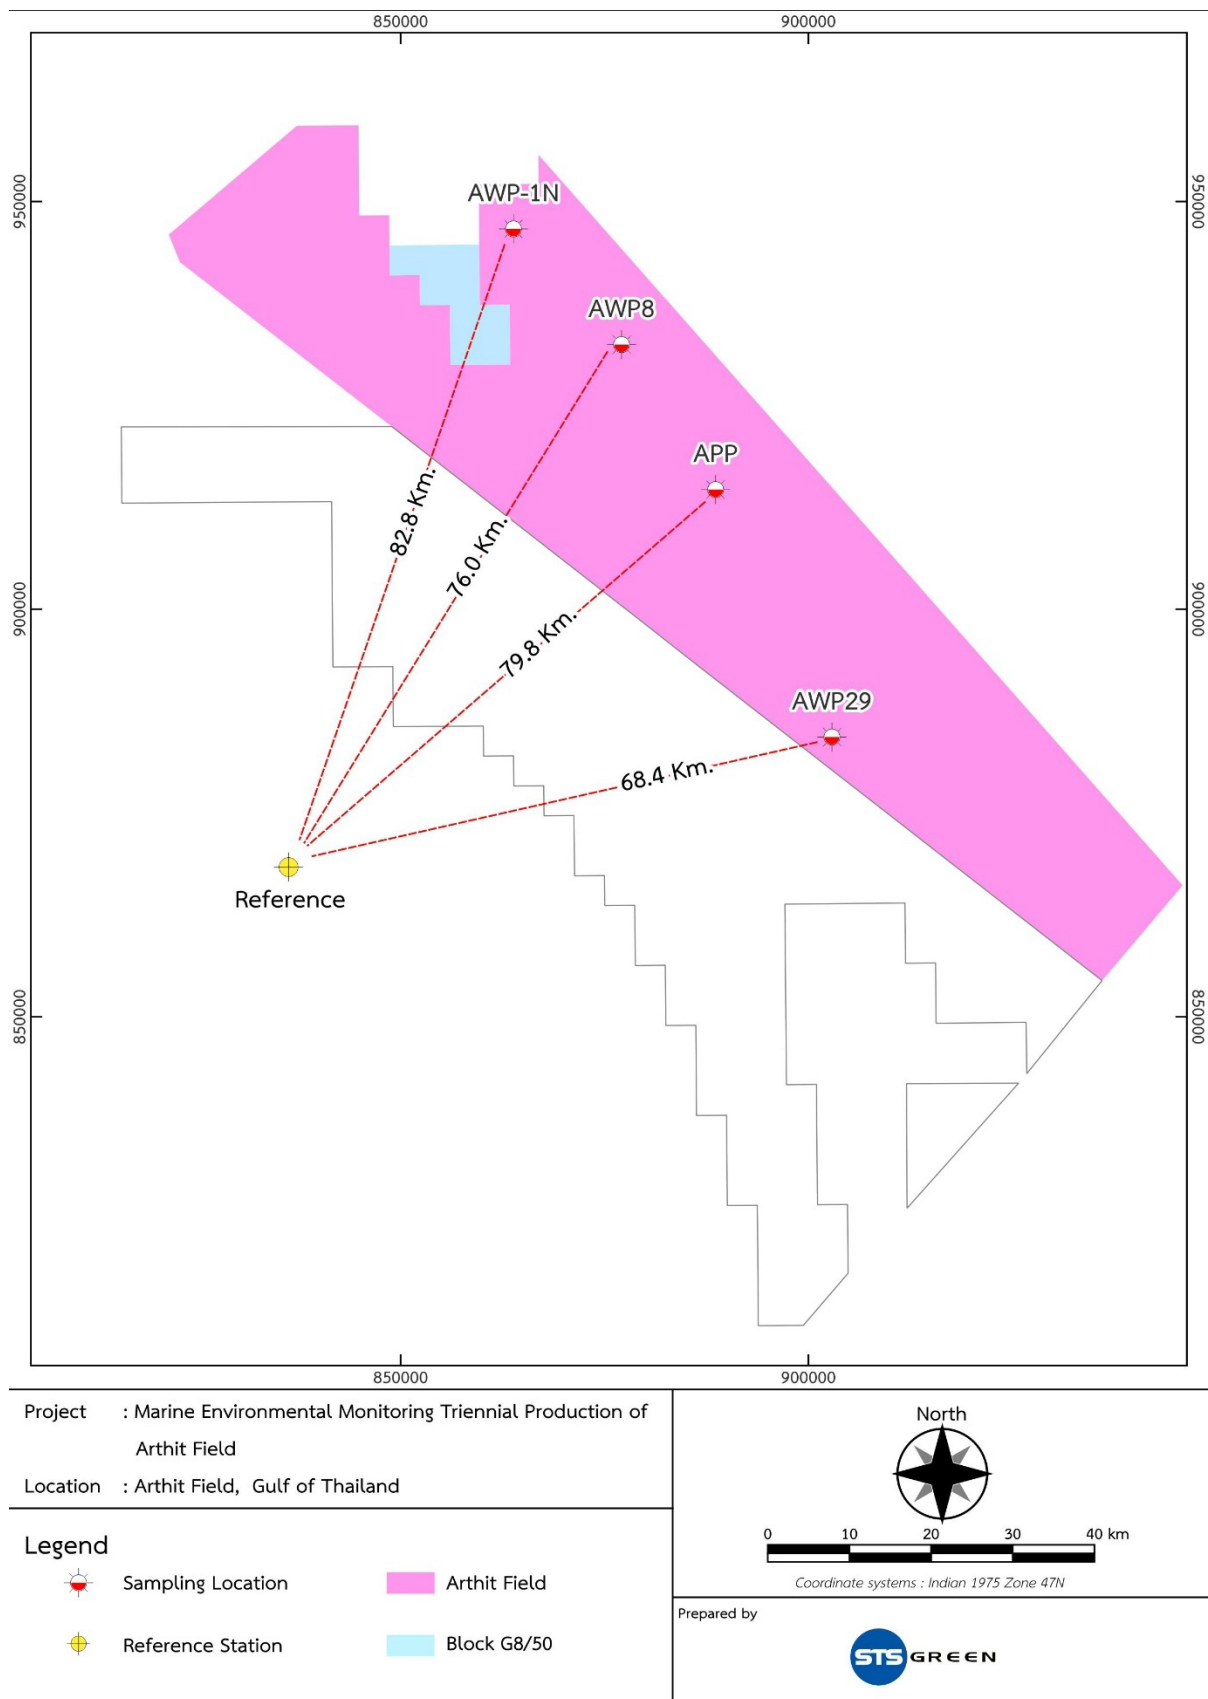 850000 900000
950000 950000
AWP-1N
AWP8
APP
82.8 Km.
76.0 Km.
900000 900000
79.8 Km.
AWP29
68.4 Km.
Reference
850000 850000
850000 900000
Project : Marine Environmental Monitoring Triennial Production of
Arthit Field
Location : Arthit Field, Gulf of Thailand
Legend
Sampling Location
Arthit Field
Reference Station
Block G8/50
North
0 10 20 30 40 km
Coordinate systems : Indian 1975 Zone 47N
Prepared by
STS GREEN